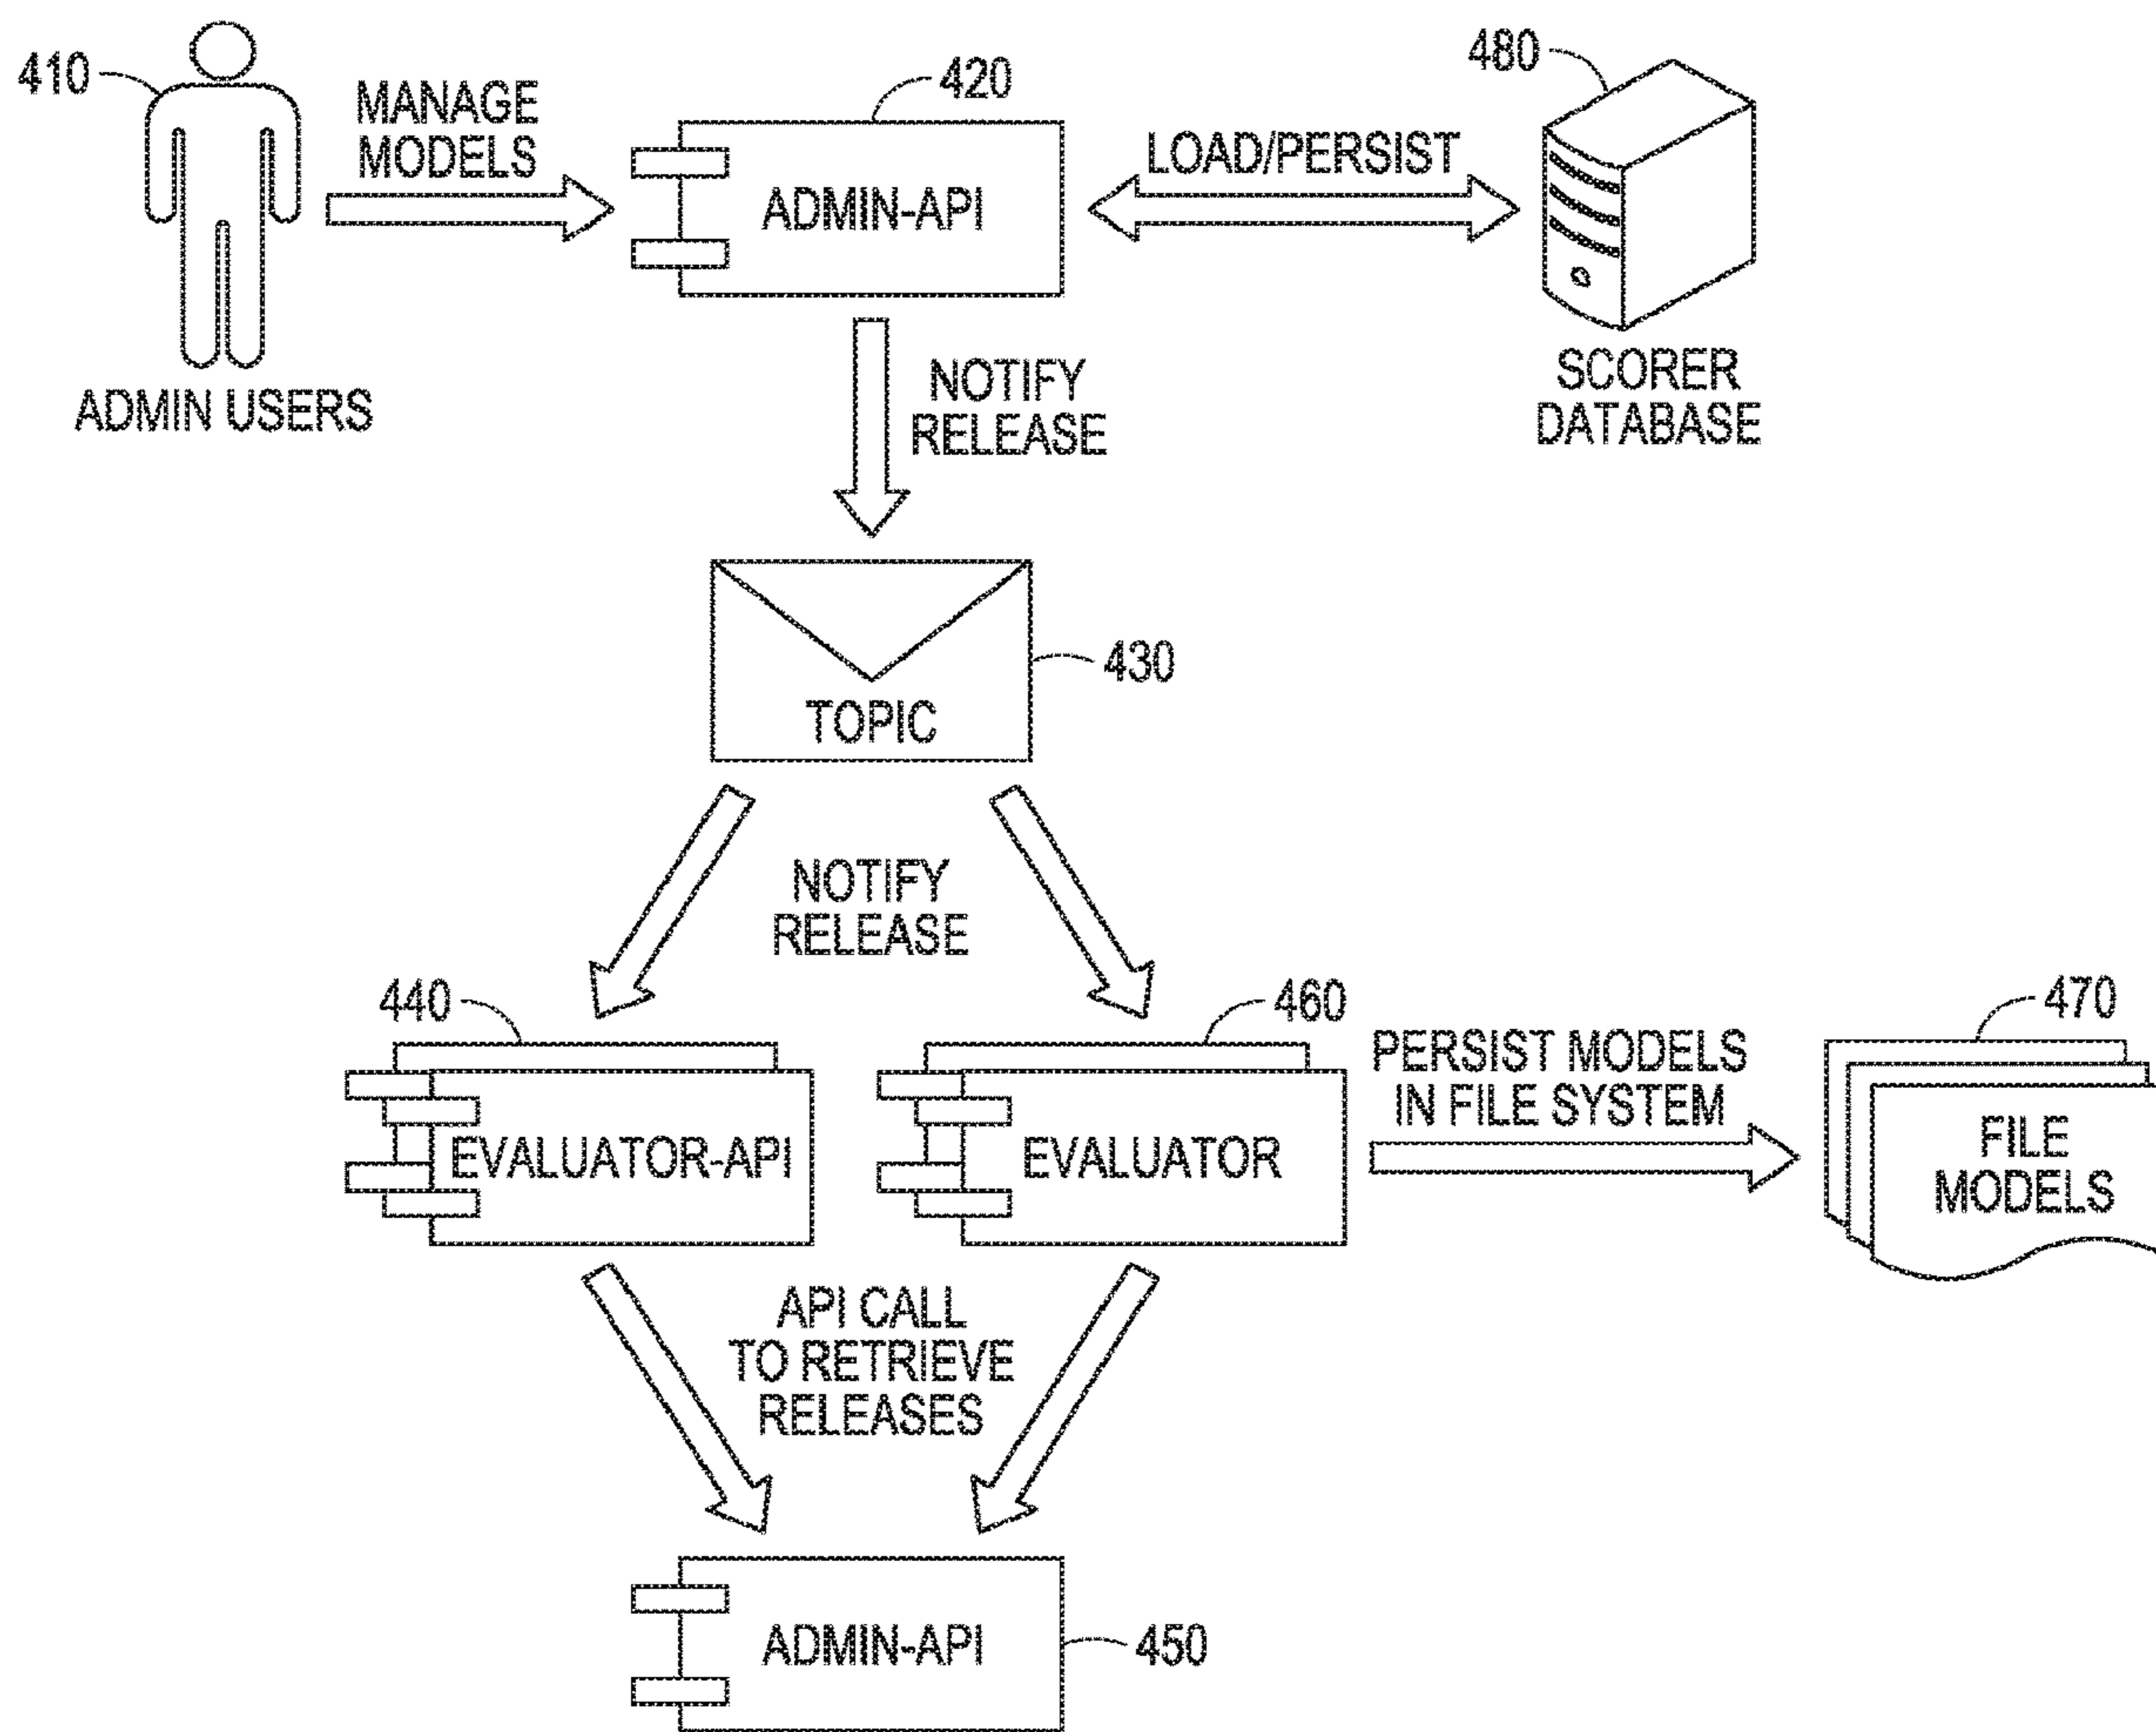 410
MANAGE
MODELS
420
ADMIN-API
LOAD/PERSIST
480
ADMIN USERS
SCORER
DATABASE
NOTIFY
RELEASE
TOPIC
430
NOTIFY
RELEASE
440
EVALUATOR-API
460
EVALUATOR
PERSIST MODELS
IN FILE SYSTEM
470
FILE
MODELS
API CALL
TO RETRIEVE
RELEASES
ADMIN-API
450